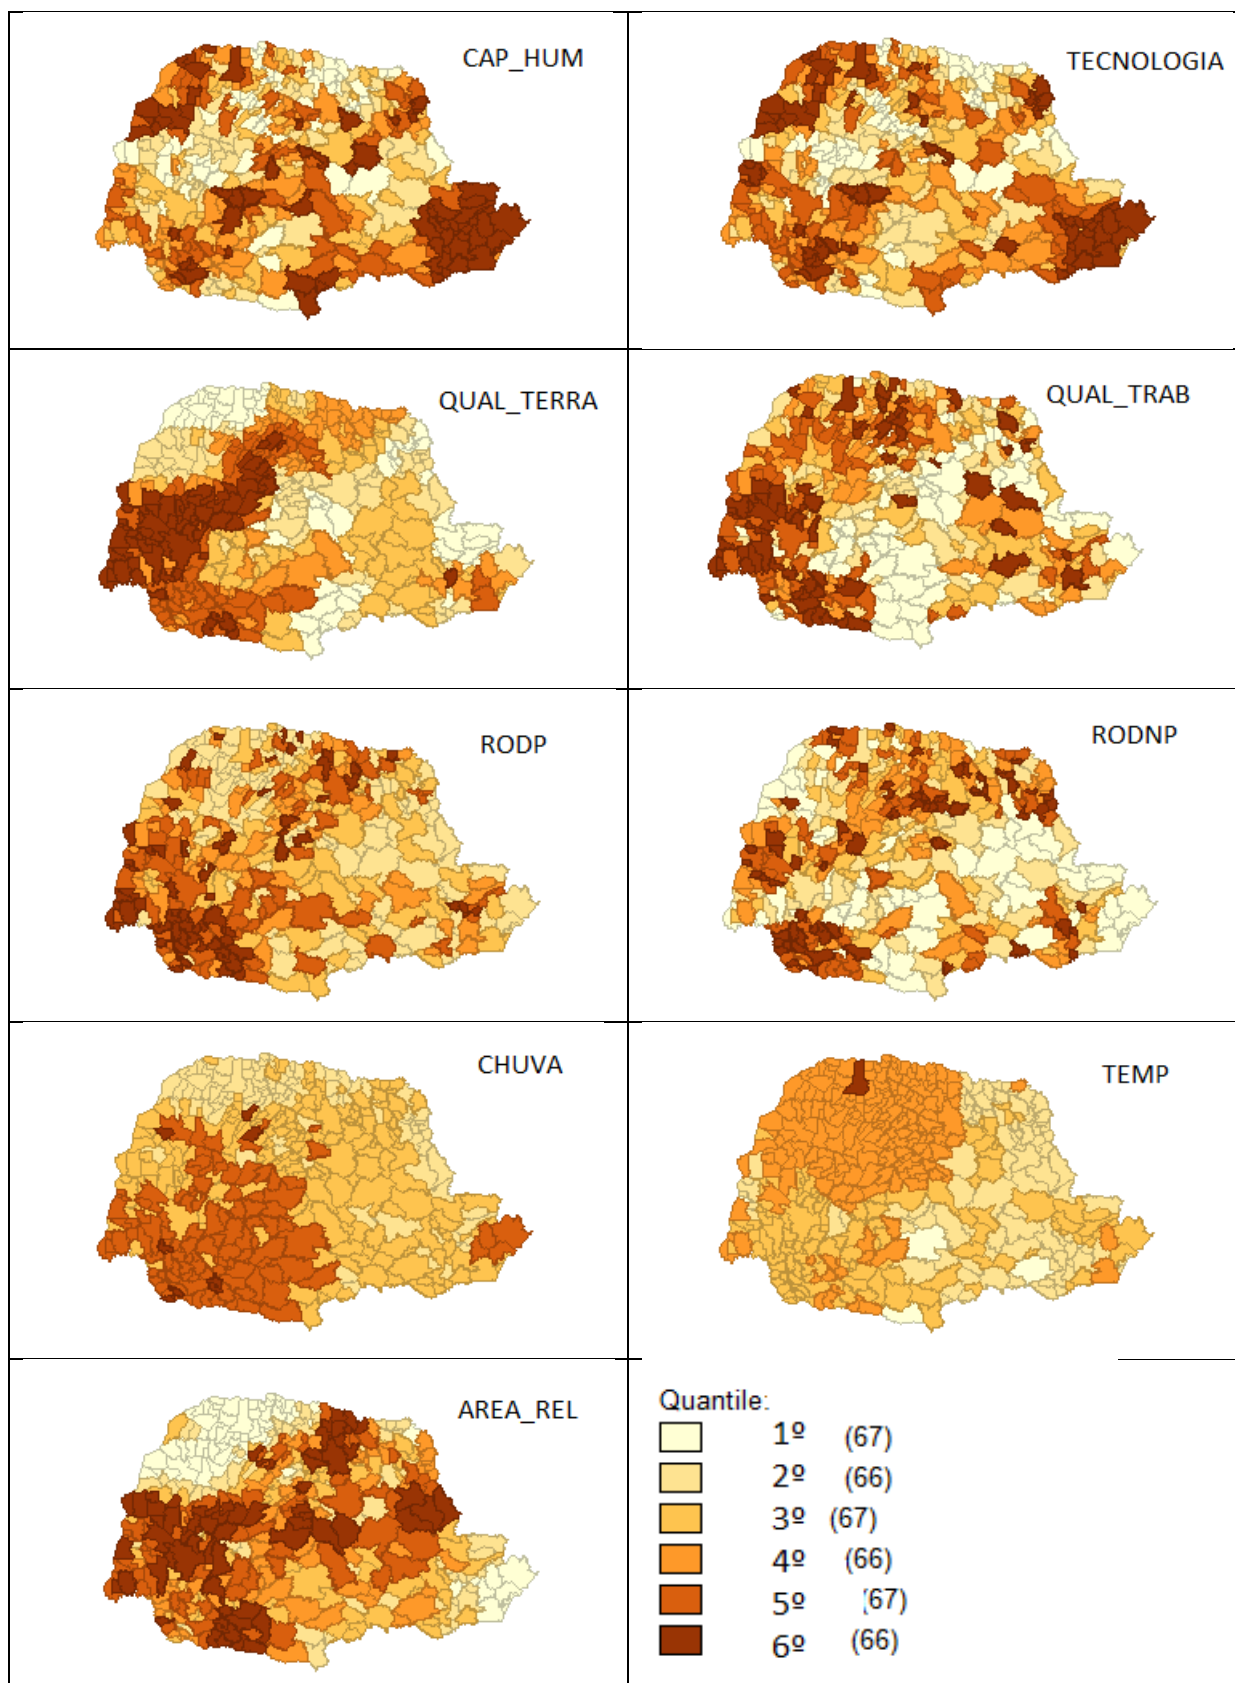 CAP_HUM
TECNOLOGIA
QUAL_TERRA
QUAL_TRAB
RODP
RODNP
CHUVA
TEMP
AREA_REL
Quantile:
1º (67)
2º (66)
3º (67)
4º (66)
5º (67)
6º (66)